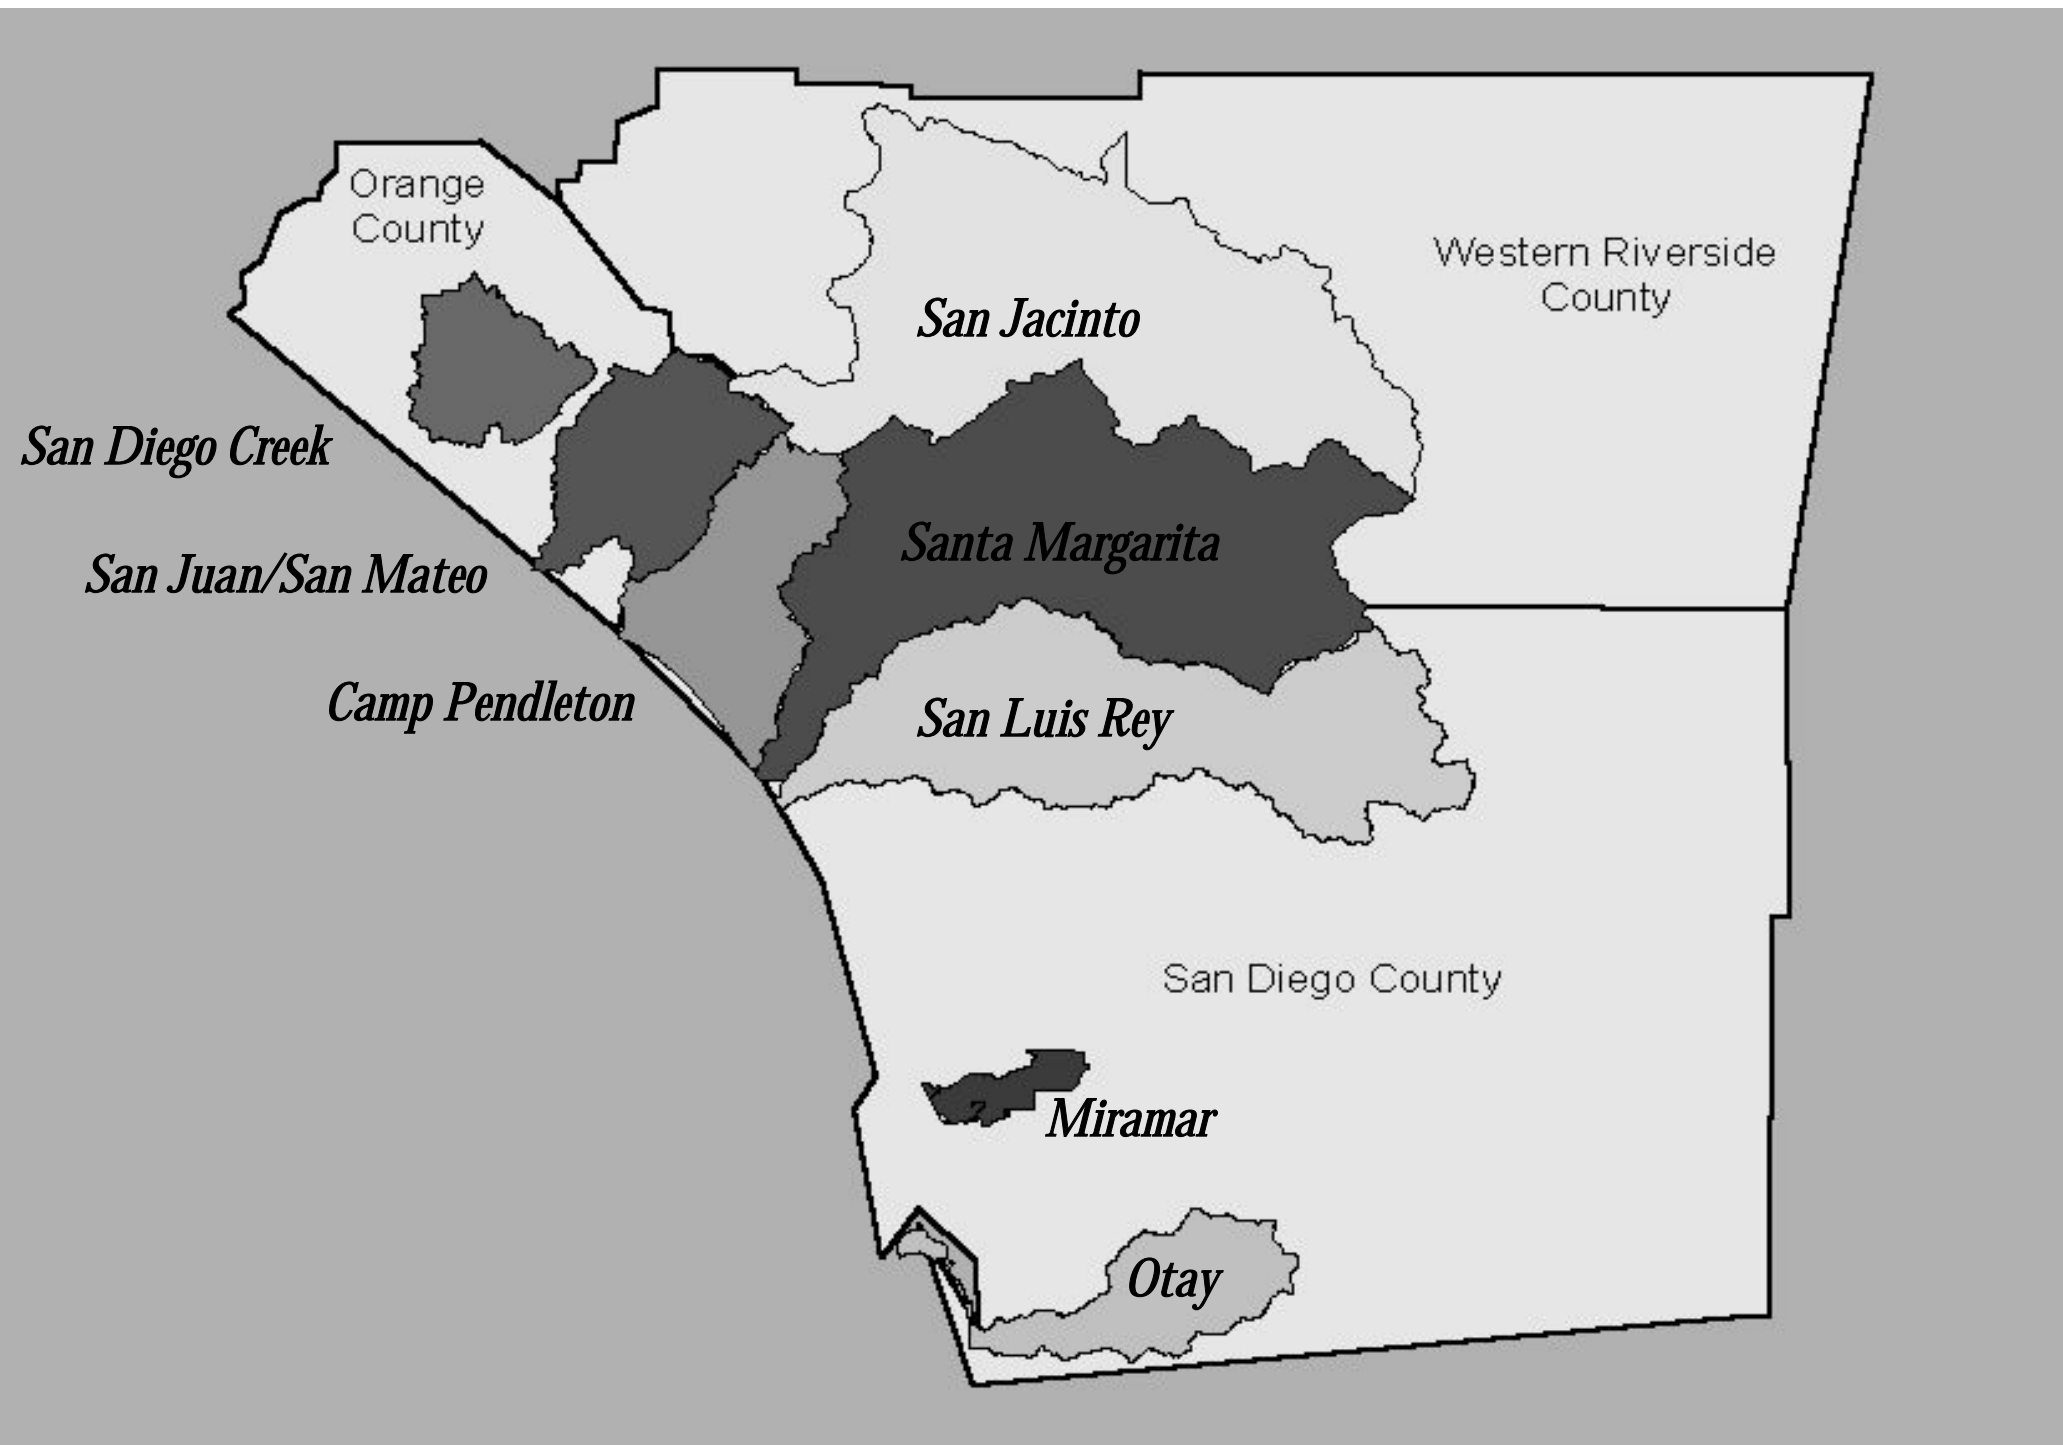 Orange
County
Western Riverside
County
San Jacinto
San Diego Creek
Santa Margarita
San Juan/San Mateo
Camp Pendleton
San Luis Rey
San Diego County
Miramar
Otay